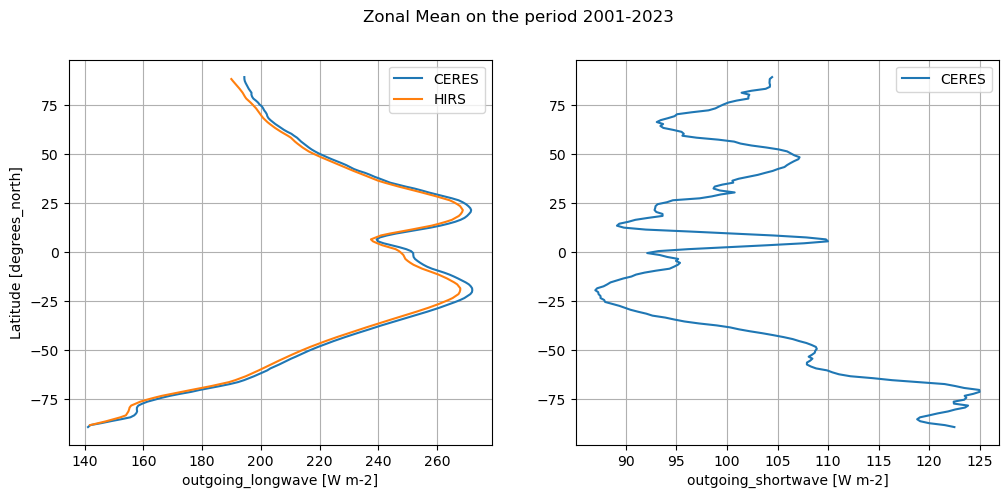 Zonal Mean on the period 2001-2023
CERES
HIRS
75
50
25
0
−25
−50
−75
Latitude [degrees_north]
140 160 180 200 220 240 260
outgoing_longwave [W m-2]
CERES
75
50
25
0
−25
−50
−75
90 95 100 105 110 115 120 125
outgoing_shortwave [W m-2]